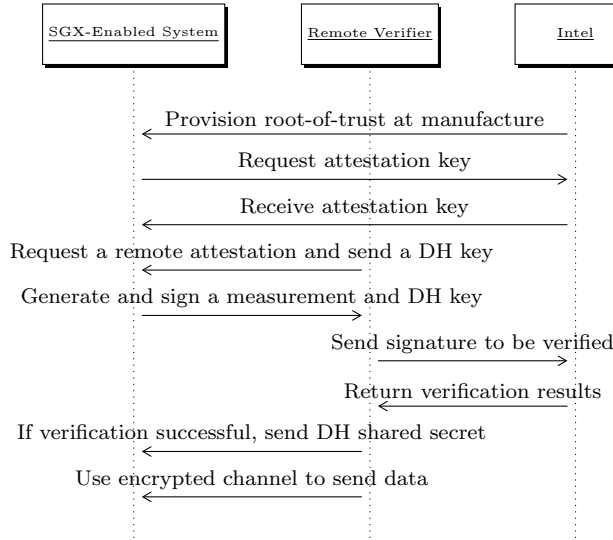 SGX-Enabled System
Remote Verifier
Intel
Provision root-of-trust at manufacture
Request attestation key
Receive attestation key
Request a remote attestation and send a DH key
Generate and sign a measurement and DH key
Send signature to be verified
Return verification results
If verification successful, send DH shared secret
Use encrypted channel to send data